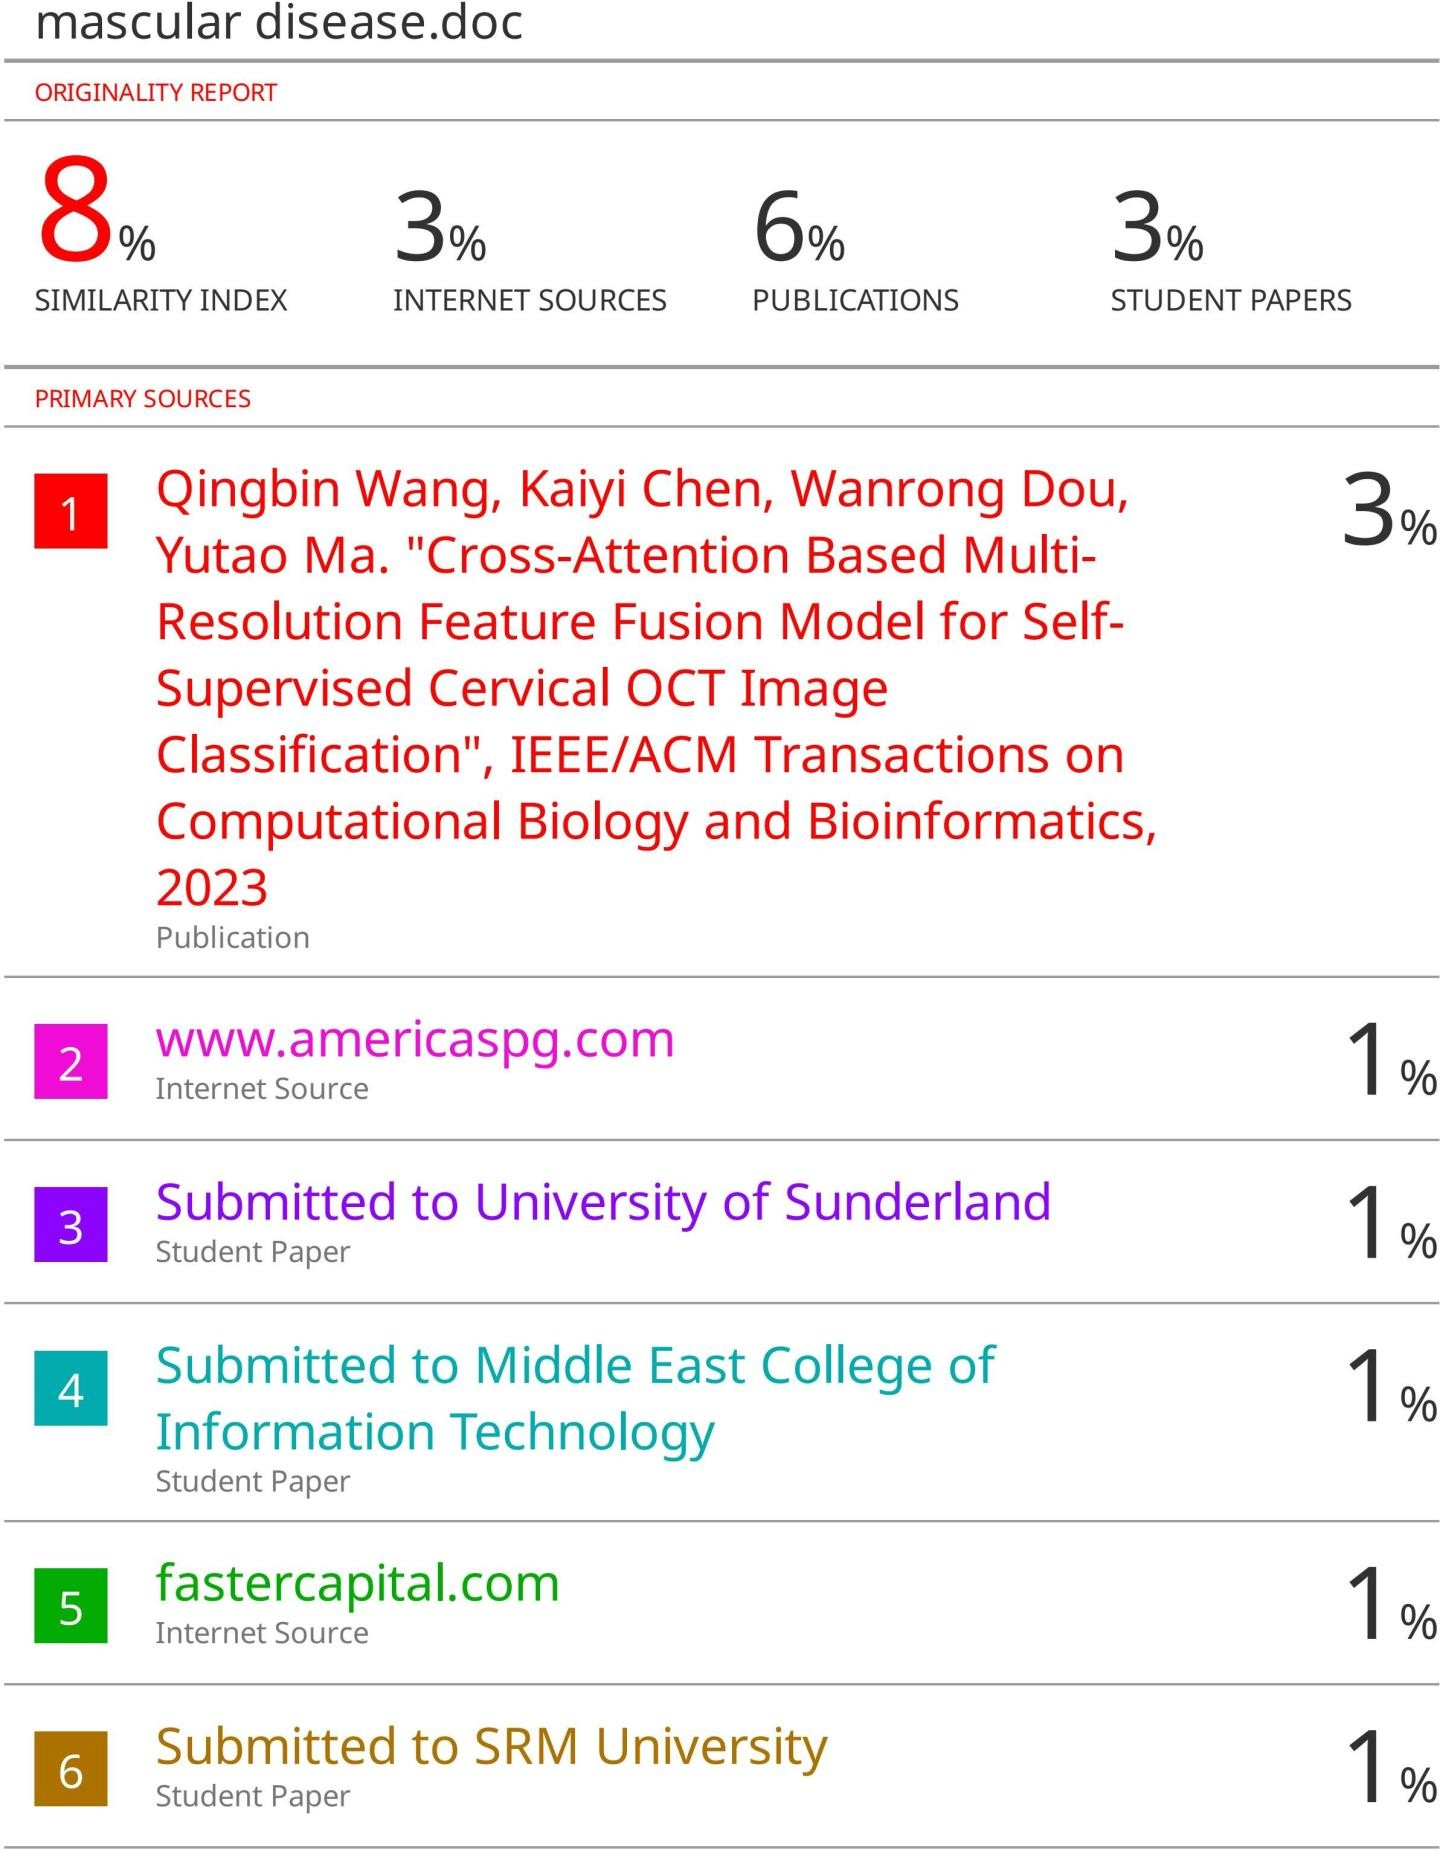 mascular disease.doc
ORIGINALITY REPORT
8%
3%
6%
3%
SIMILARITY INDEX
INTERNET SOURCES
PUBLICATIONS
STUDENT PAPERS
PRIMARY SOURCES
1
Qingbin Wang, Kaiyi Chen, Wanrong Dou,
Yutao Ma. "Cross-Attention Based Multi-
Resolution Feature Fusion Model for Self-
Supervised Cervical OCT Image
Classification", IEEE/ACM Transactions on
Computational Biology and Bioinformatics,
2023
Publication
3%
2
www.americaspg.com
Internet Source
1%
3
Submitted to University of Sunderland
Student Paper
1%
4
Submitted to Middle East College of
Information Technology
Student Paper
1%
5
fastercapital.com
Internet Source
1%
6
Submitted to SRM University
Student Paper
1%